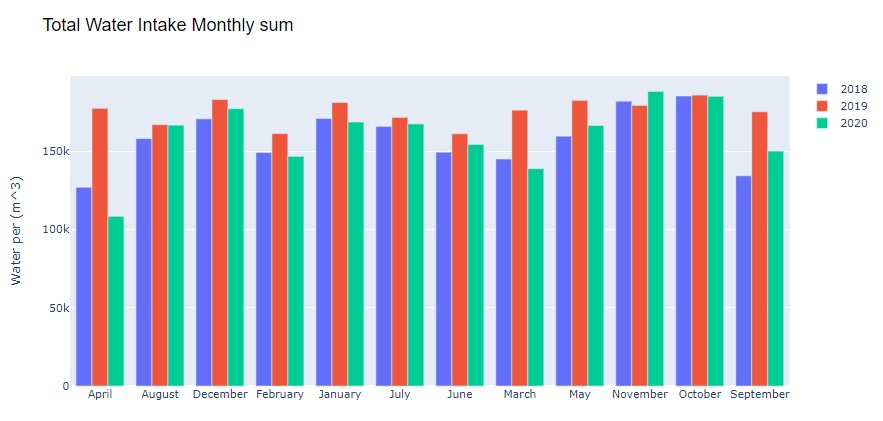 Total Water Intake Monthly sum
2018
2019
2020
Water per (m^3)
150k
100k
50k
0
April August December February January July June March May November October September